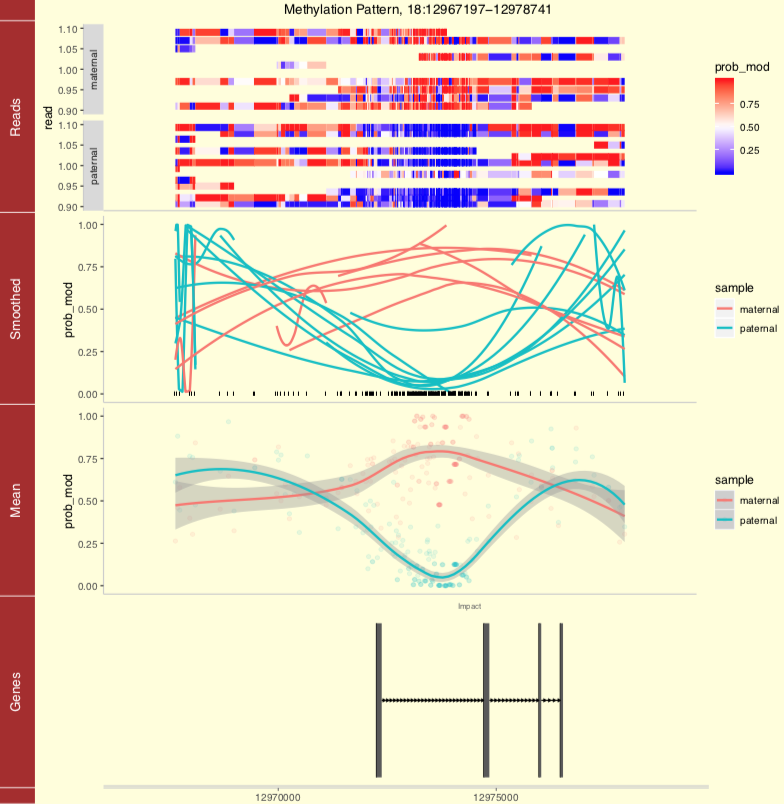 Methylation Pattern, 18:12967197−12978741
Reads
read
1.10
1.05
1.00
0.95
0.90
maternal
1.10
1.05
1.00
0.95
0.90
paternal
prob_mod
0.75
0.50
0.25
Smoothed
prob_mod
1.00
0.75
0.50
0.25
0.00
sample
maternal
paternal
Mean
prob_mod
1.00
0.75
0.50
0.25
0.00
sample
maternal
paternal
Genes
Impact
12970000 12975000